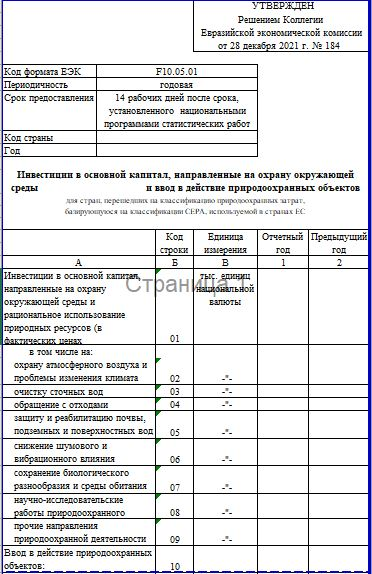 УТВЕРЖДЕН
Решением Коллегии
Евразийской экономической комиссии
от 28 декабря 2021 г. № 184
Код формата ЕЭК F10.05.01
Периодичность годовая
Срок предоставления 14 рабочих дней после срока,
установленного национальными
программами статистических работ
Код страны
Год
Инвестиции в основной капитал, направленные на охрану окружающей
среды и ввод в действие природоохранных объектов
для стран, перешедших на классификацию природоохранных затрат,
базирующуюся на классификации СЕРА, используемой в странах ЕС
Код Единица Отчетный Предыдущий
строки измерения год год
А Б В 1 2
Инвестиции в основной капитал, тыс. единиц
направленные на охрану национальной
окружающей среды и валюты
Страница 1
рациональное использование
природных ресурсов (в
фактических ценах 01
в том числе на:
охрану атмосферного воздуха и
проблемы изменения климата 02 -"-
очистку сточных вод 03 -"-
обращение с отходами 04 -"-
защиту и реабилитацию почвы,
подземных и поверхностных вод 05 -"-
снижение шумового и
вибрационного влияния 06 -"-
сохранение биологического
разнообразия и среды обитания 07 -"-
научно-исследовательские
работы природоохранного 08 -"-
прочие направления
природоохранной деятельности 09 -"-
Ввод в действие природоохранных
объектов: 10